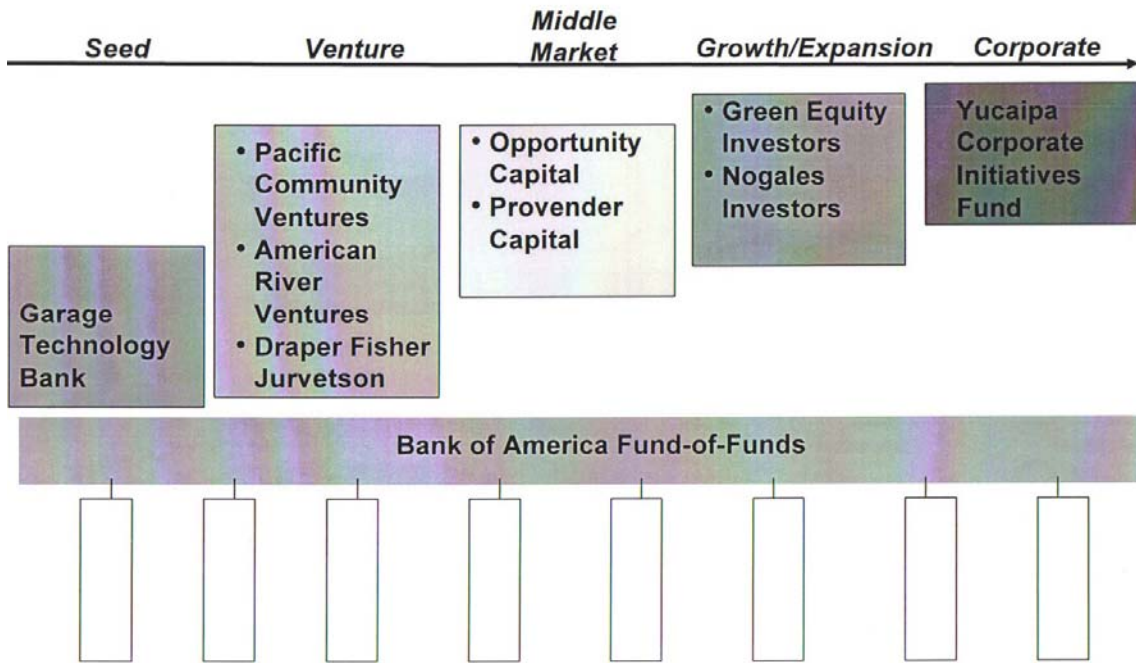 Seed
Venture
Middle
Market
Growth/Expansion
Corporate
Garage
Technology
Bank
• Pacific
Community
Ventures
• American
River
Ventures
• Draper Fisher
Jurvetson
• Opportunity
Capital
• Provender
Capital
• Green Equity
Investors
• Nogales
Investors
Yucaipa
Corporate
Initiatives
Fund
Bank of America Fund-of-Funds